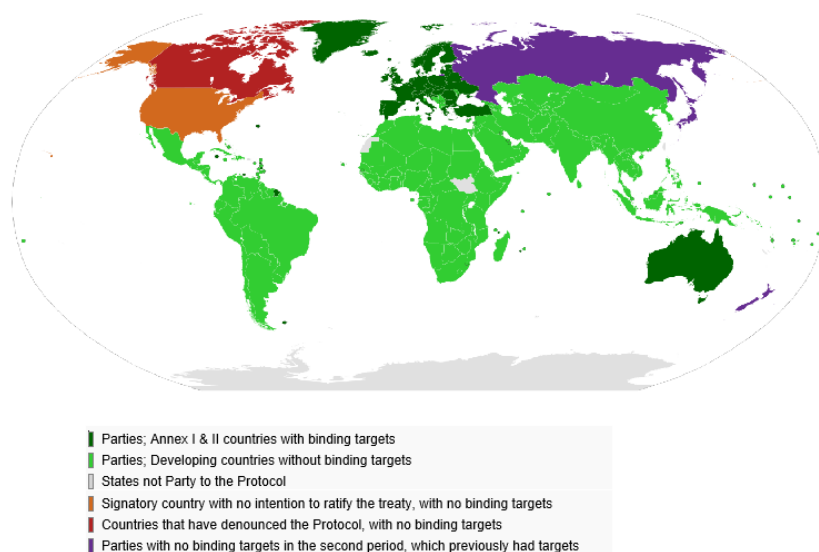 Parties; Annex I & II countries with binding targets
Parties; Developing countries without binding targets
States not Party to the Protocol
Signatory country with no intention to ratify the treaty, with no binding targets
Countries that have denounced the Protocol, with no binding targets
Parties with no binding targets in the second period, which previously had targets